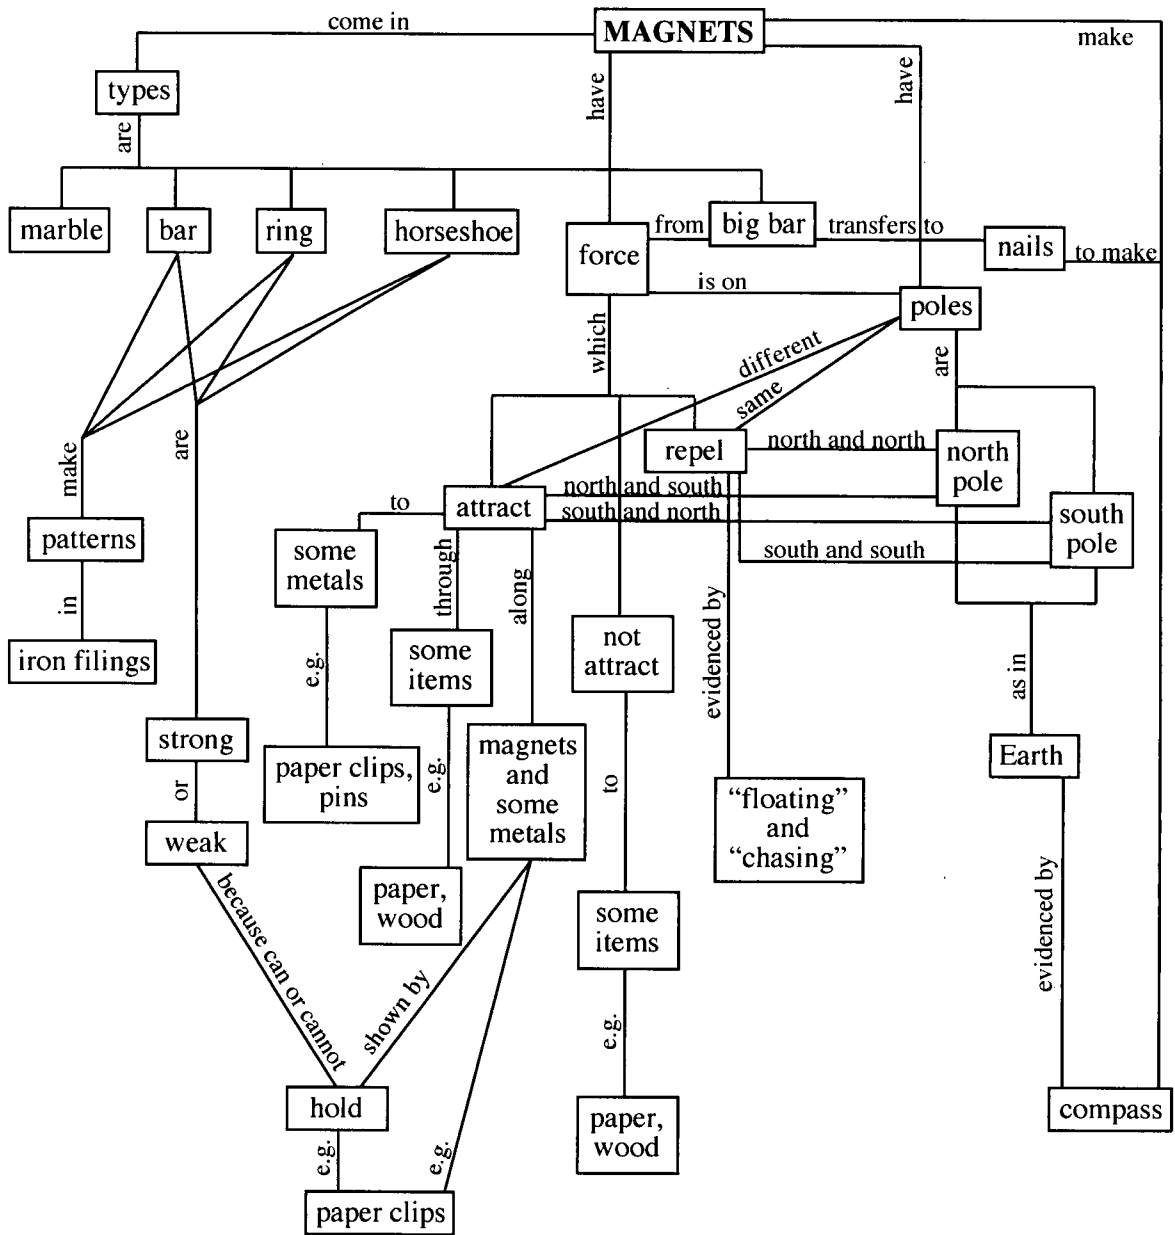 come in
MAGNETS
make
types
have
have
are
marble
bar
ring
horseshoe
force
from
big bar
transfers to
nails
to make
is on
poles
which
different
same
are
make
are
repel
north and north
north
pole
attract
north and south
south and north
south and south
south
pole
to
patterns
some
metals
through
along
in
iron filings
e.g.
some
items
not
attract
evidenced by
as in
strong
or
weak
paper clips,
pins
e.g.
magnets
and
some
metals
to
"floating"
and
"chasing"
Earth
because can or cannot
paper,
wood
shown by
some
items
evidenced by
e.g.
hold
e.g.
e.g.
paper clips
paper,
wood
compass